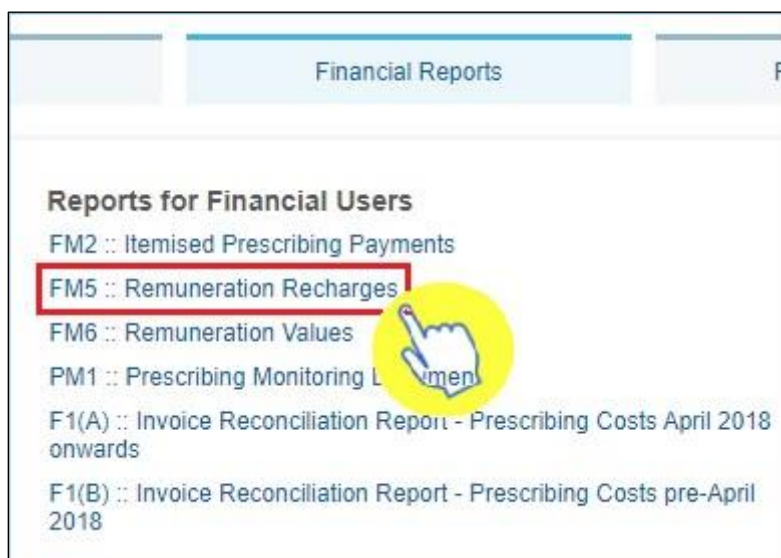 Financial Reports
Reports for Financial Users
FM2 :: Itemised Prescribing Payments
FM5 :: Remuneration Recharges
FM6 :: Remuneration Values
PM1 :: Prescribing Monitoring
F1(A) :: Invoice Reconciliation Report - Prescribing Costs April 2018
onwards
F1(B) :: Invoice Reconciliation Report - Prescribing Costs pre-April
2018